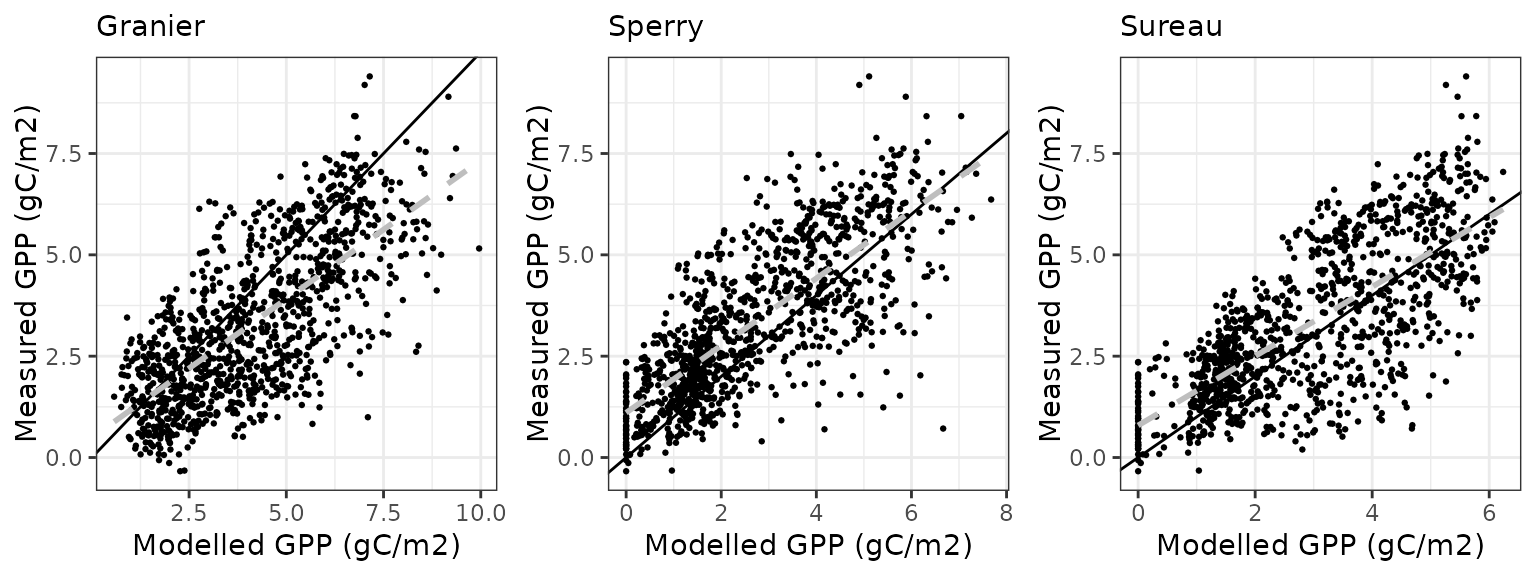 Granier
Measured GPP (gC/m2)
7.5
5.0
2.5
0.0
2.5 5.0 7.5 10.0
Modelled GPP (gC/m2)
Sperry
Measured GPP (gC/m2)
7.5
5.0
2.5
0.0
0 2 4 6 8
Modelled GPP (gC/m2)
Sureau
Measured GPP (gC/m2)
7.5
5.0
2.5
0.0
0 2 4 6
Modelled GPP (gC/m2)